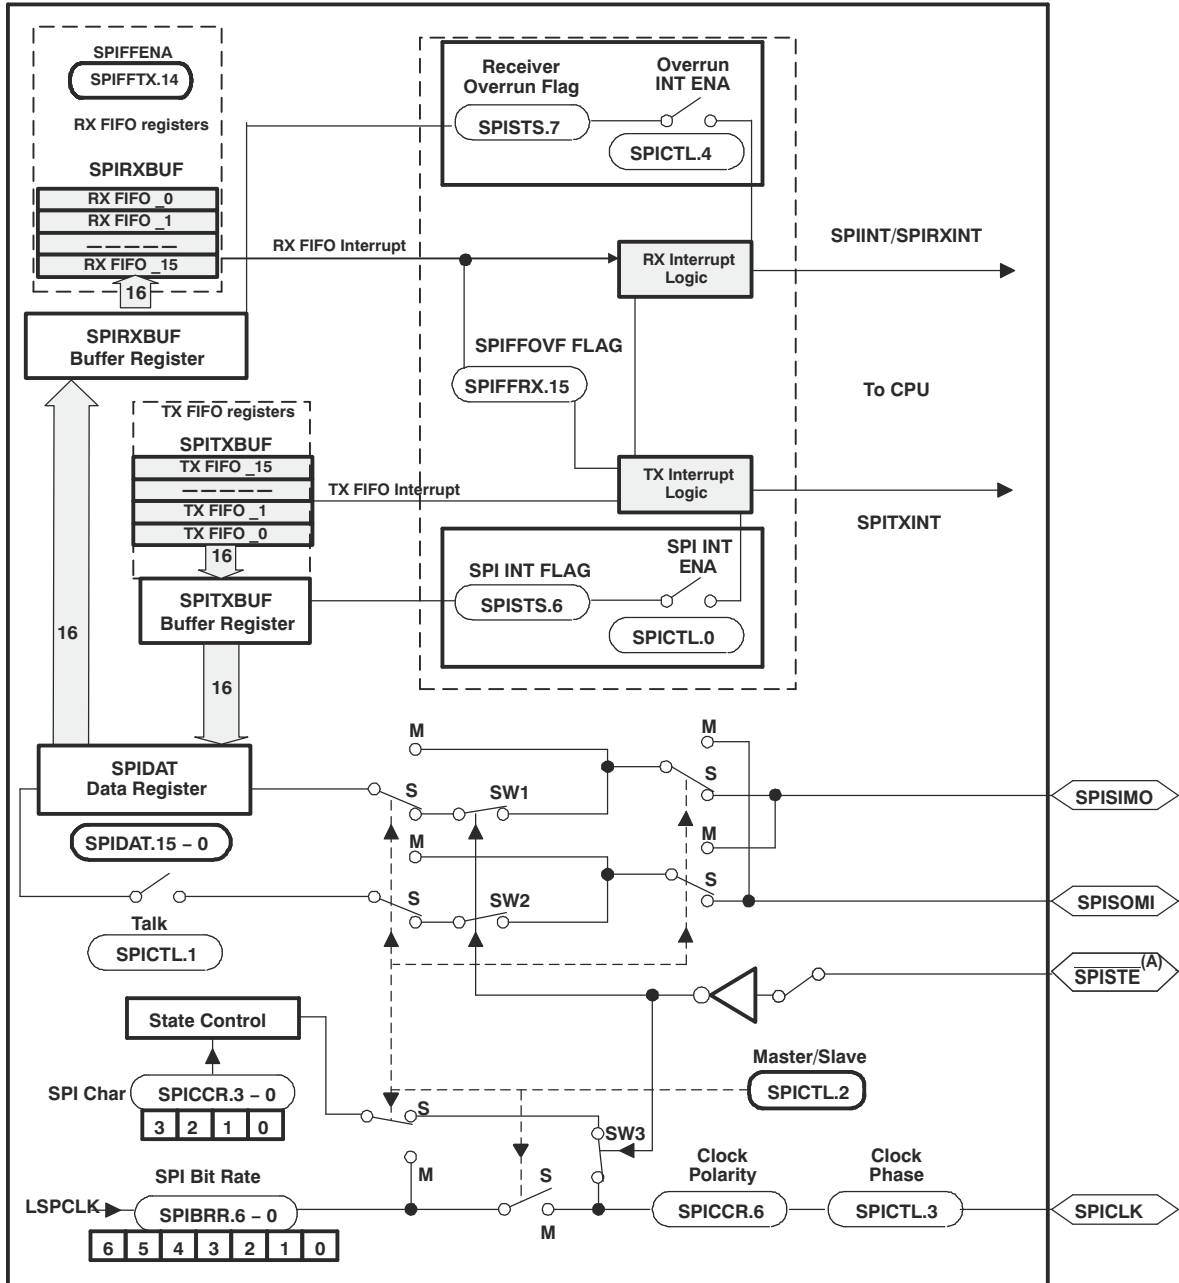 SPIFFENA
SPIFFTX.14
RX FIFO registers
SPIRXBUF
RX FIFO _0
RX FIFO _1
RX FIFO _15
16
SPIRXBUF
Buffer Register
Receiver
Overrun Flag
SPISTS.7
Overrun
INT ENA
SPICTL.4
RX FIFO Interrupt
RX Interrupt
Logic
SPIINT/SPIRXINT
SPIFFOVF FLAG
SPIFFRX.15
To CPU
TX FIFO registers
SPITXBUF
TX FIFO _15
TX FIFO _1
TX FIFO _0
16
TX FIFO Interrupt
TX Interrupt
Logic
SPITXINT
SPITXBUF
Buffer Register
SPI INT FLAG
SPISTS.6
SPI INT
ENA
SPICTL.0
16
16
SPIDAT
Data Register
SPIDAT.15 – 0
M
S
SW1
M
S
SW2
M
S
M
S
SPISIMO
SPISOMI
SPISTE(A)
Talk
SPICTL.1
State Control
SPI Char
SPICCR.3 – 0
3 2 1 0
Master/Slave
SPICTL.2
S
M
SW3
SPI Bit Rate
LSPCLK
SPIBRR.6 – 0
6 5 4 3 2 1 0
S
M
Clock
Polarity
SPICCR.6
Clock
Phase
SPICTL.3
SPICLK